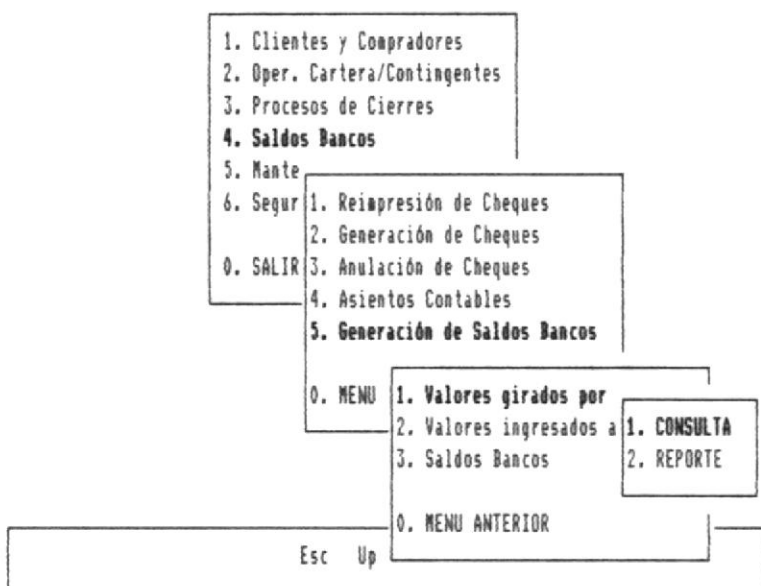 1. Clientes y Compradores
2. Oper. Cartera/Contingentes
3. Procesos de Cierres
4. Saldos Bancos
5. Mante
6. Segur
0. SALIR
1. Reimpresión de Cheques
2. Generación de Cheques
3. Anulación de Cheques
4. Asientos Contables
5. Generación de Saldos Bancos
0. MENU
1. Valores girados por
2. Valores ingresados a
3. Saldos Bancos
0. MENU ANTERIOR
1. CONSULTA
2. REPORTE
Esc Up